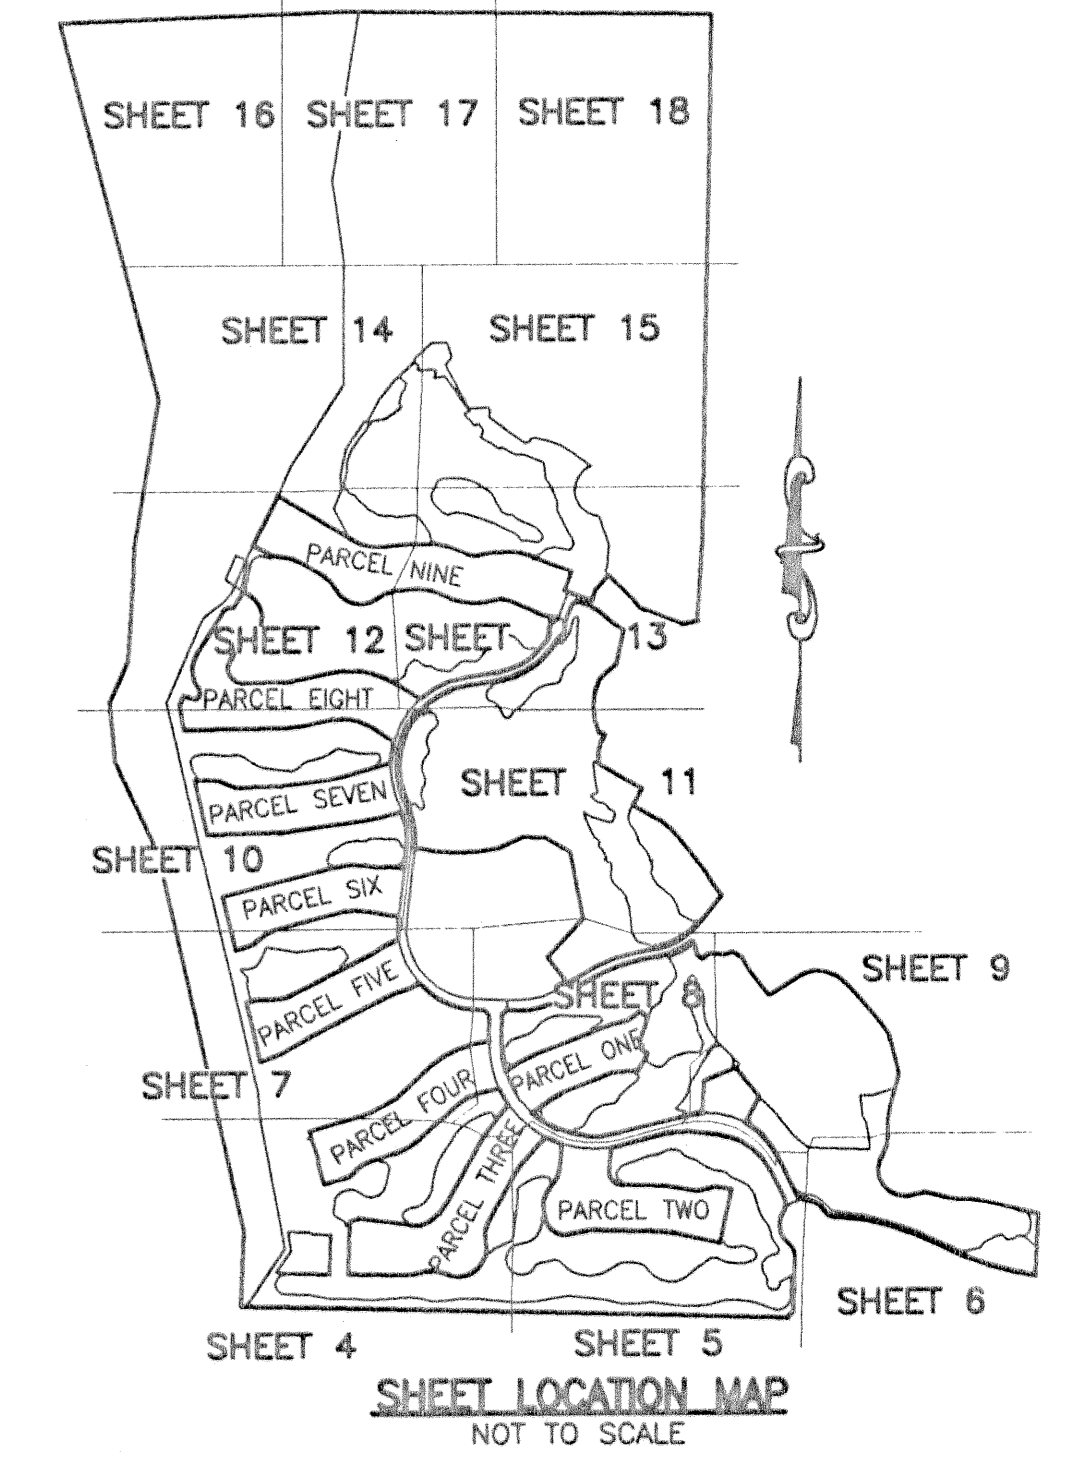 SHEET 16
SHEET 17
SHEET 18
SHEET 14
SHEET 15
PARCEL NINE
SHEET 12
SHEET 13
PARCEL EIGHT
SHEET 11
PARCEL SEVEN
SHEET 10
PARCEL SIX
SHEET 9
PARCEL FIVE
SHEET 8
PARCEL ONE
SHEET 7
PARCEL FOUR
PARCEL THREE
PARCEL TWO
SHEET 6
SHEET 4
SHEET 5
SHEET LOCATION MAP
NOT TO SCALE